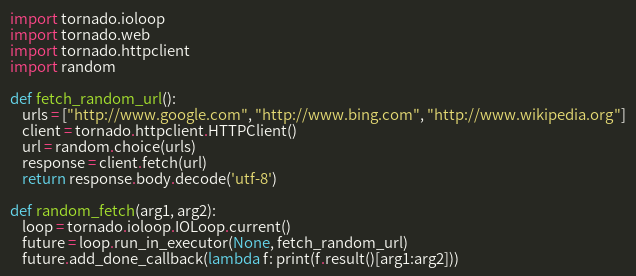 import tornado.ioloop
import tornado.web
import tornado.httpclient
import random

def fetch_random_url():
    urls = ["http://www.google.com", "http://www.bing.com", "http://www.wikipedia.org"]
    client = tornado.httpclient.HTTPClient()
    url = random.choice(urls)
    response = client.fetch(url)
    return response.body.decode('utf-8')

def random_fetch(arg1, arg2):
    loop = tornado.ioloop.IOLoop.current()
    future = loop.run_in_executor(None, fetch_random_url)
    future.add_done_callback(lambda f: print(f.result()[arg1:arg2]))